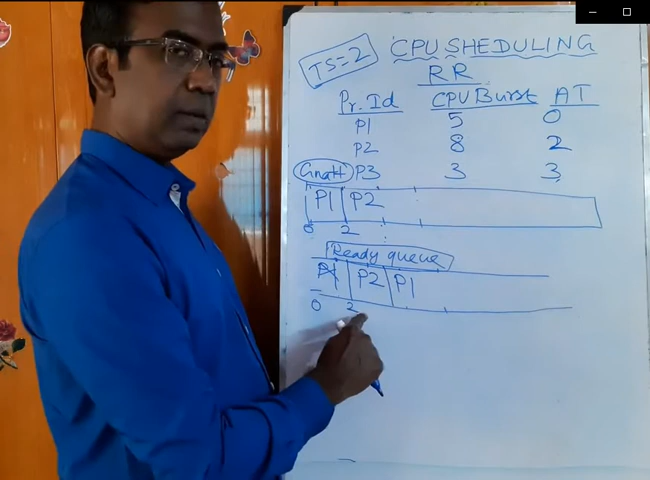 TS=2
CPU SHEDULING
RR
Pr.Id CPU Burst AT
P1 5 0
P2 8 2
P3 3 3
Gnatt
P1 P2
0 2
Ready queue
P1 P2 P1
0 2